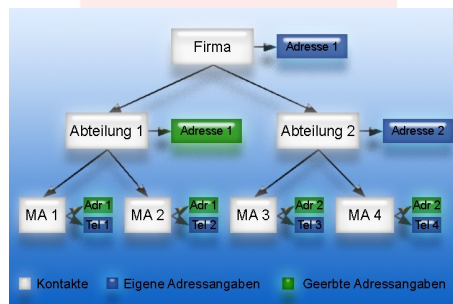 Firma
Adresse 1
Abteilung 1
Adresse 1
Abteilung 2
Adresse 2
MA 1
Adr 1
Tel 1
MA 2
Adr 1
Tel 2
MA 3
Adr 2
Tel 3
MA 4
Adr 2
Tel 4
Kontakte
Eigene Adressangaben
Geerbte Adressangaben